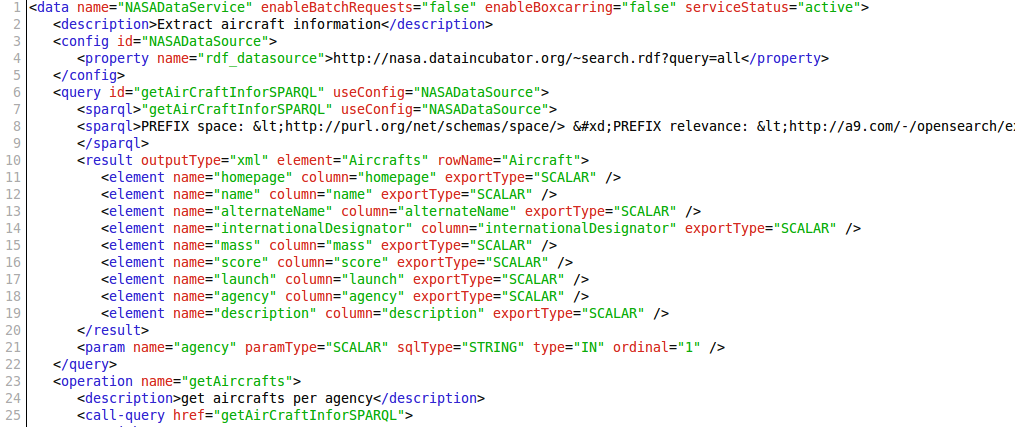 1 <data name="NASADataService" enableBatchRequests="false" enableBoxcarring="false" serviceStatus="active">
2 <description>Extract aircraft information</description>
3 <config id="NASADataSource">
4 <property name="rdf_datasource">http://nasa.dataincubator.org/~search.rdf?query=all</property>
5 </config>
6 <query id="getAirCraftInforSPARQL" useConfig="NASADataSource">
7 <sparql>"getAirCraftInforSPARQL" useConfig="NASADataSource">
8 <sparql>PREFIX space: &lt;http://purl.org/net/schemas/space/> &#xd;PREFIX relevance: &lt;http://a9.com/-/opensearch/ex
9 </sparql>
10 <result outputType="xml" element="Aircrafts" rowName="Aircraft">
11 <element name="homepage" column="homepage" exportType="SCALAR" />
12 <element name="name" column="name" exportType="SCALAR" />
13 <element name="alternateName" column="alternateName" exportType="SCALAR" />
14 <element name="internationalDesignator" column="internationalDesignator" exportType="SCALAR" />
15 <element name="mass" column="mass" exportType="SCALAR" />
16 <element name="score" column="score" exportType="SCALAR" />
17 <element name="launch" column="launch" exportType="SCALAR" />
18 <element name="agency" column="agency" exportType="SCALAR" />
19 <element name="description" column="description" exportType="SCALAR" />
20 </result>
21 <param name="agency" paramType="SCALAR" sqlType="STRING" type="IN" ordinal="1" />
22 </query>
23 <operation name="getAircrafts">
24 <description>get aircrafts per agency</description>
25 <call-query href="getAirCraftInforSPARQL">